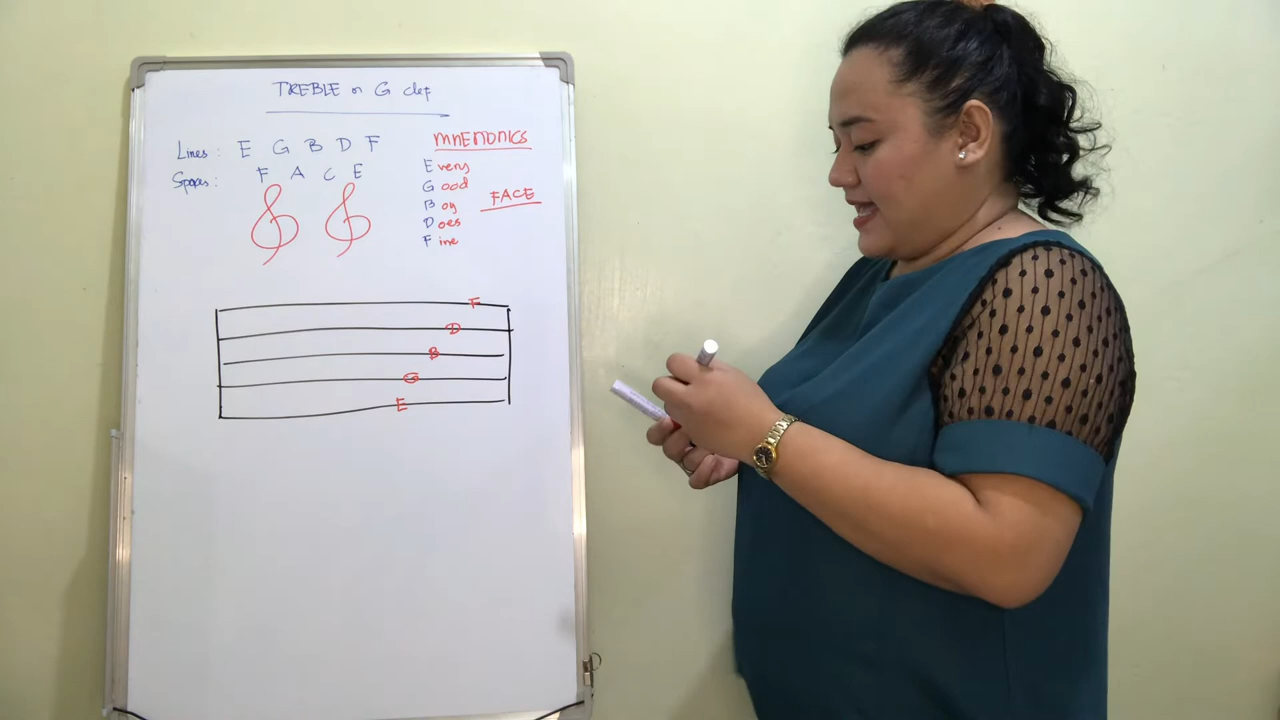 TREBLE or G clef
Lines: E G B D F
Spaces: F A C E
MNEMONICS
Every
Good
Boy
Does
Fine
FACE
F
D
B
G
E